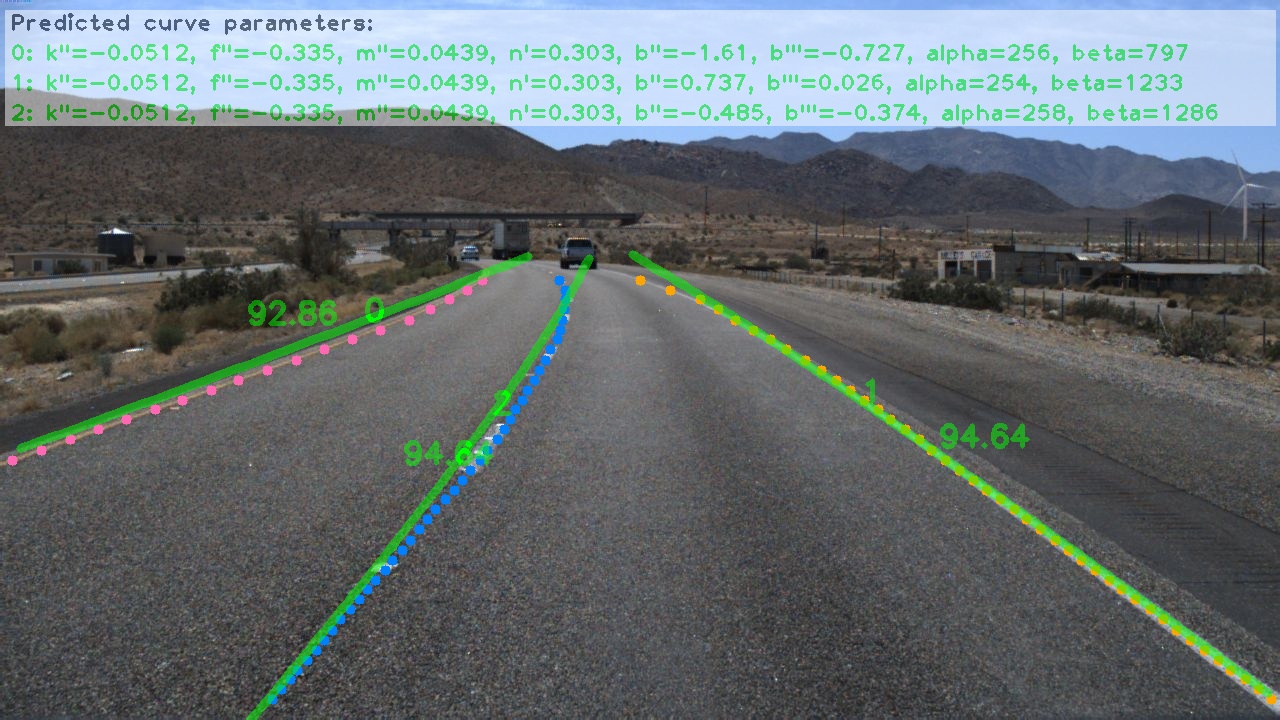 Predicted curve parameters:
0: k''=-0.0512, f''=-0.335, m''=0.0439, n'=0.303, b''=-1.61, b'''=-0.727, alpha=256, beta=797
1: k''=-0.0512, f''=-0.335, m''=0.0439, n'=0.303, b''=0.737, b'''=0.026, alpha=254, beta=1233
2: k''=-0.0512, f''=-0.335, m''=0.0439, n'=0.303, b''=-0.485, b'''=-0.374, alpha=258, beta=1286
92.86 0
2
1
94.64
94.64